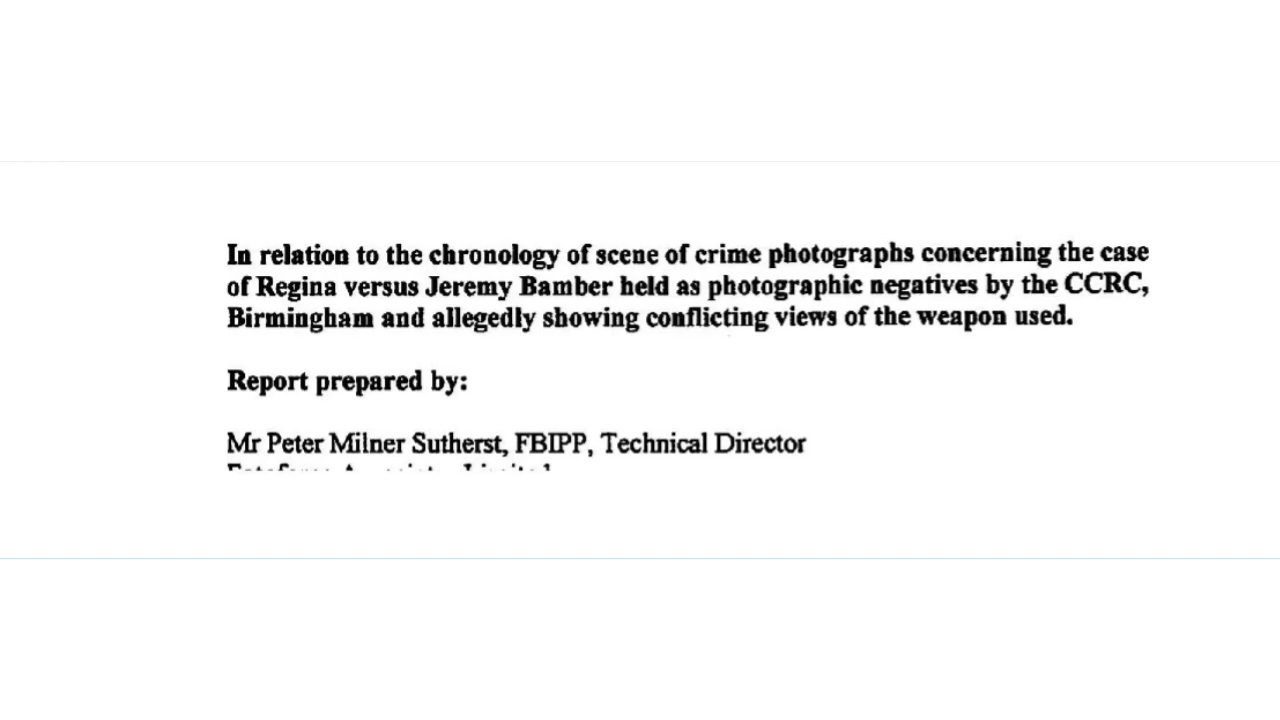 In relation to the chronology of scene of crime photographs concerning the case
of Regina versus Jeremy Bamber held as photographic negatives by the CCRC,
Birmingham and allegedly showing conflicting views of the weapon used.
Report prepared by:
Mr Peter Milner Sutherst, FBIPP, Technical Director